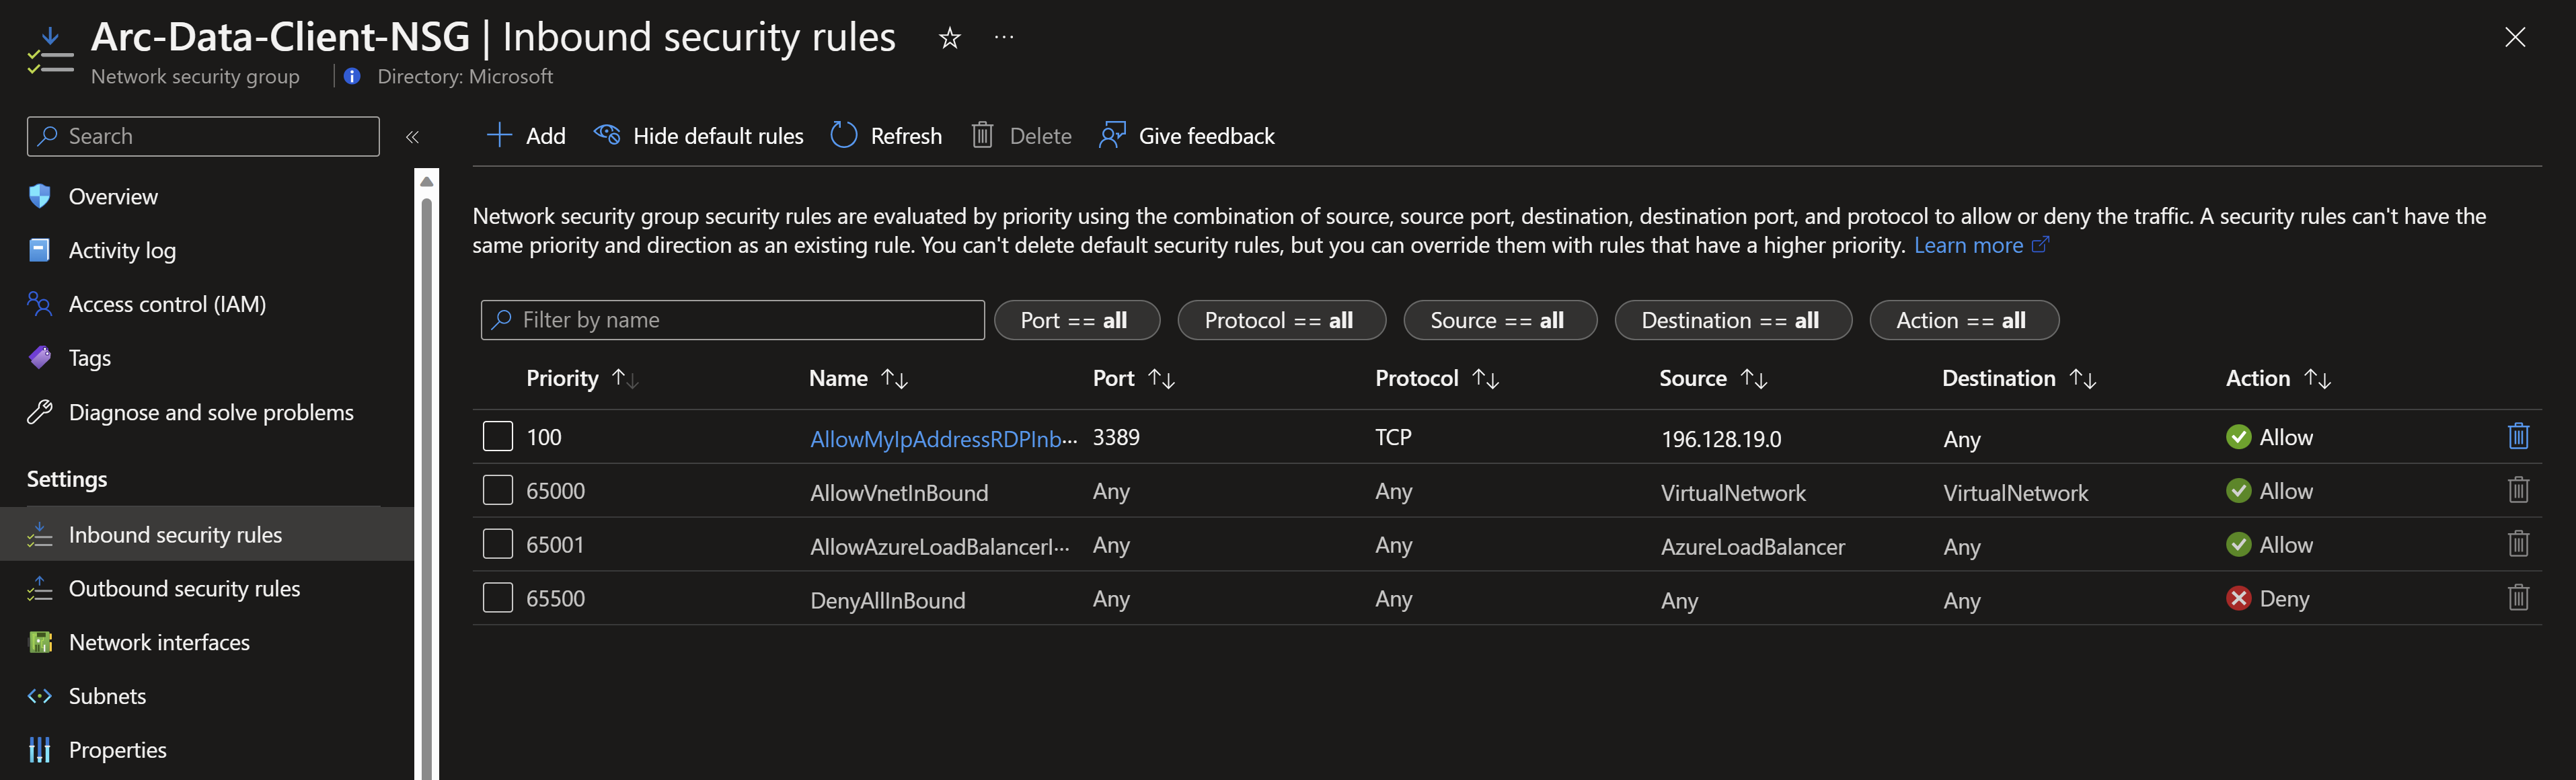 Arc-Data-Client-NSG | Inbound security rules
Network security group | Directory: Microsoft
Search
Overview
Activity log
Access control (IAM)
Tags
Diagnose and solve problems
Settings
Inbound security rules
Outbound security rules
Network interfaces
Subnets
Properties
Add Hide default rules Refresh Delete Give feedback
Network security group security rules are evaluated by priority using the combination of source, source port, destination, destination port, and protocol to allow or deny the traffic. A security rules can't have the
same priority and direction as an existing rule. You can't delete default security rules, but you can override them with rules that have a higher priority. Learn more
Filter by name Port == all Protocol == all Source == all Destination == all Action == all
Priority Name Port Protocol Source Destination Action
100 AllowMyIpAddressRDPInb... 3389 TCP 196.128.19.0 Any Allow
65000 AllowVnetInBound Any Any VirtualNetwork VirtualNetwork Allow
65001 AllowAzureLoadBalancerI... Any Any AzureLoadBalancer Any Allow
65500 DenyAllInBound Any Any Any Any Deny